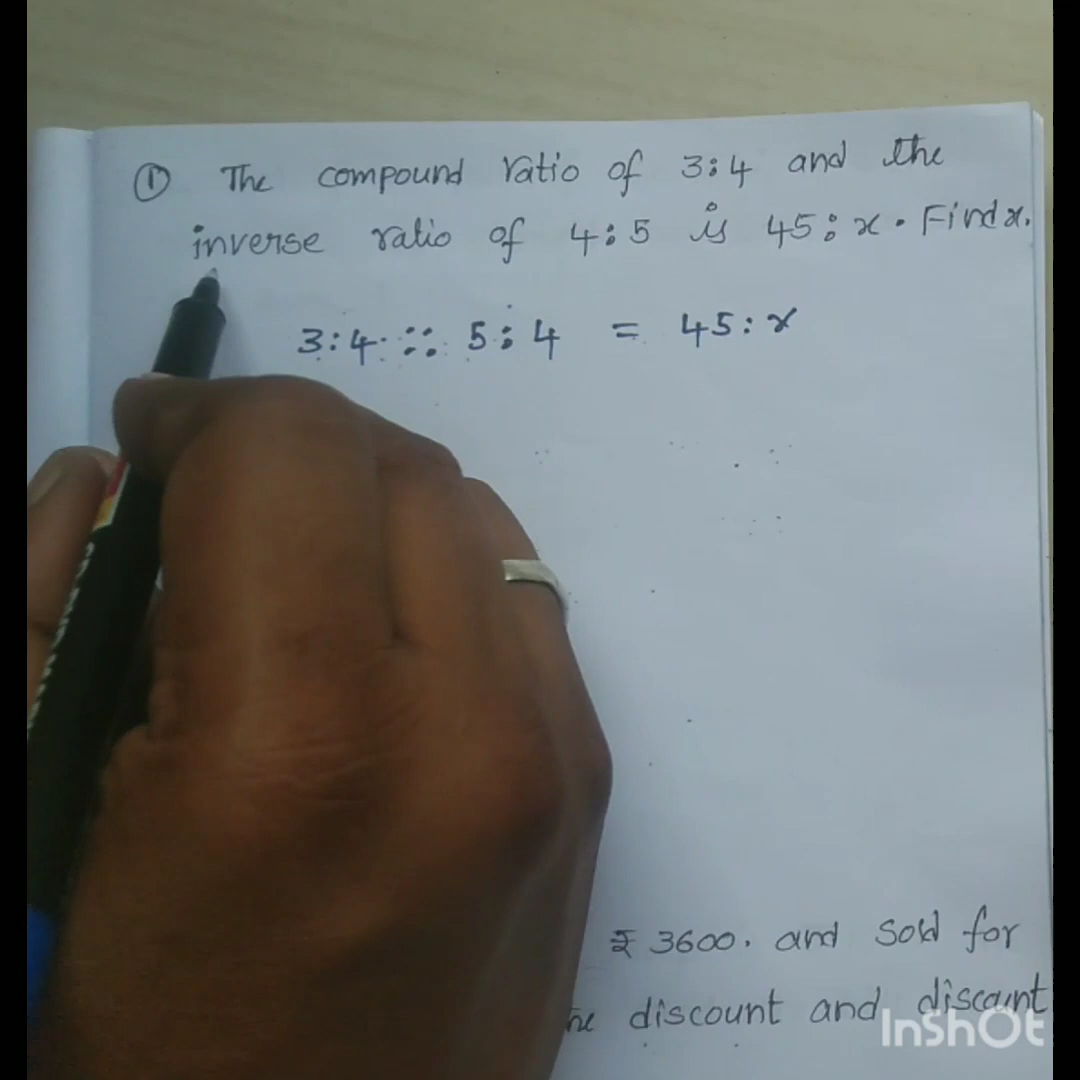 ① The compound ratio of 3:4 and the
inverse ratio of 4:5 is 45:x. Find x.
3:4 :: 5:4 = 45:x
₹ 3600. and sold for
discount and discount
InShOt